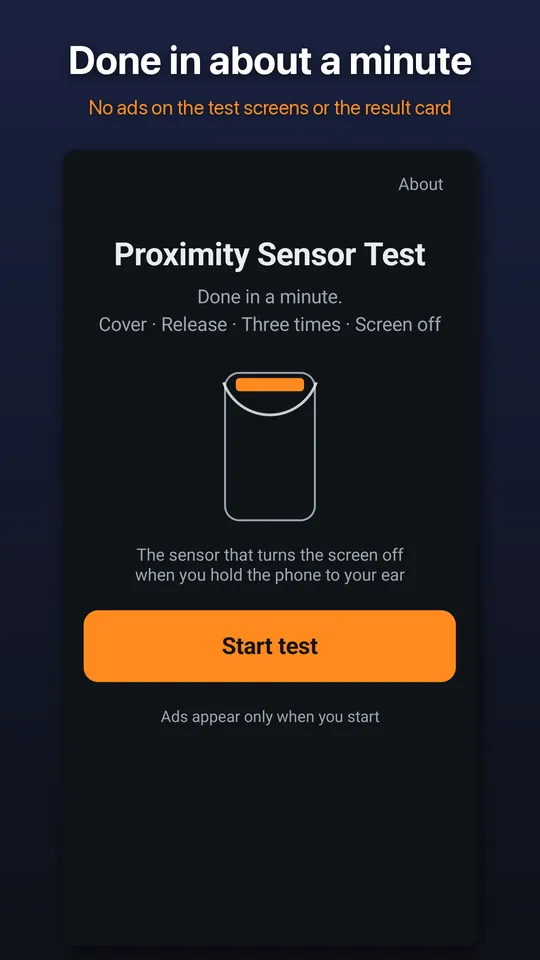 Done in about a minute
No ads on the test screens or the result card
About
Proximity Sensor Test
Done in a minute.
Cover · Release · Three times · Screen off
The sensor that turns the screen off
when you hold the phone to your ear
Start test
Ads appear only when you start